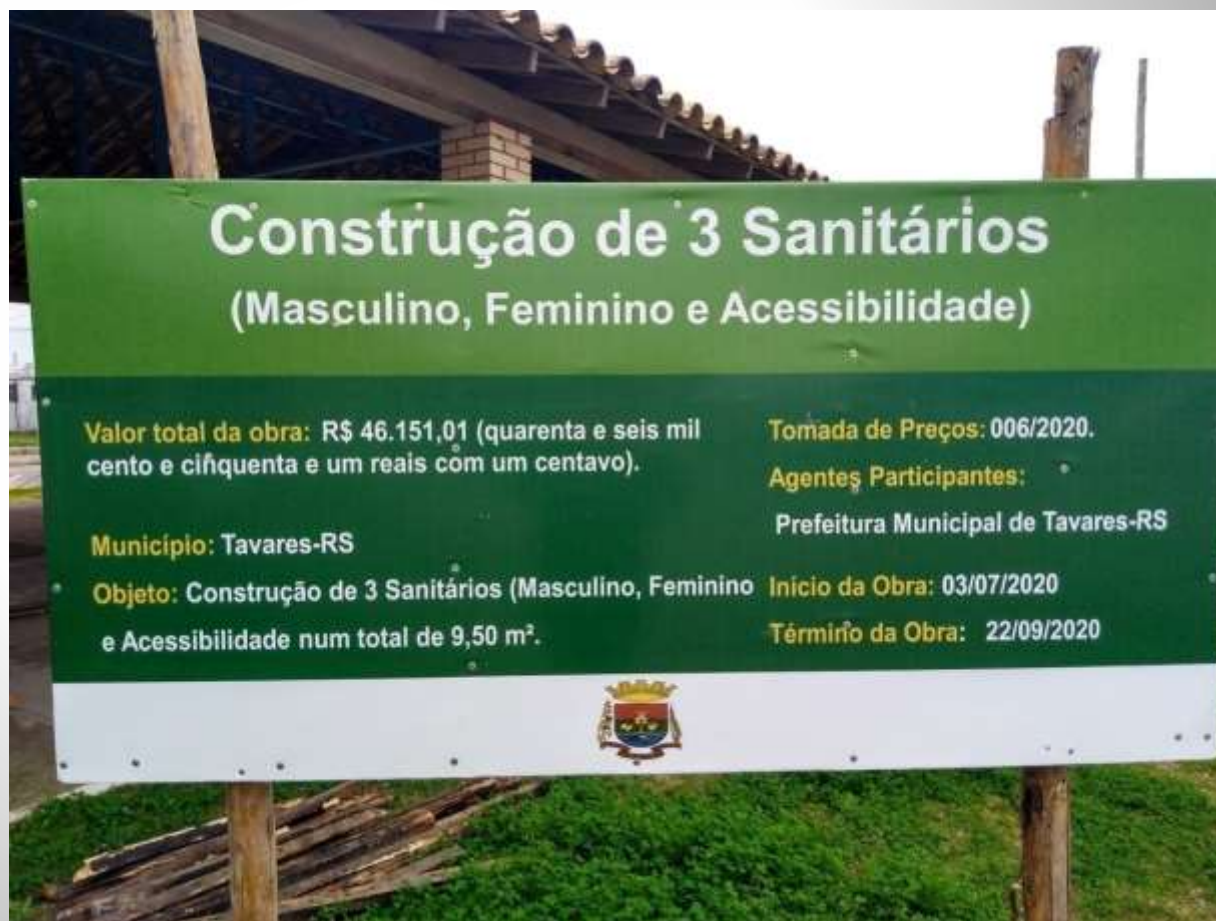 Construção de 3 Sanitários
(Masculino, Feminino e Acessibilidade)
Valor total da obra: R$ 46.151,01 (quarenta e seis mil
cento e cifiquenta e um reais com um centavo).
Município: Tavares-RS
Objeto: Construção de 3 Sanitários (Masculino, Feminino
e Acessibilidade num total de 9,50 m².
Tomada de Preços: 006/2020.
Agentes Participantes:
Prefeitura Municipal de Tavares-RS
Início da Obra: 03/07/2020
Término da Obra: 22/09/2020